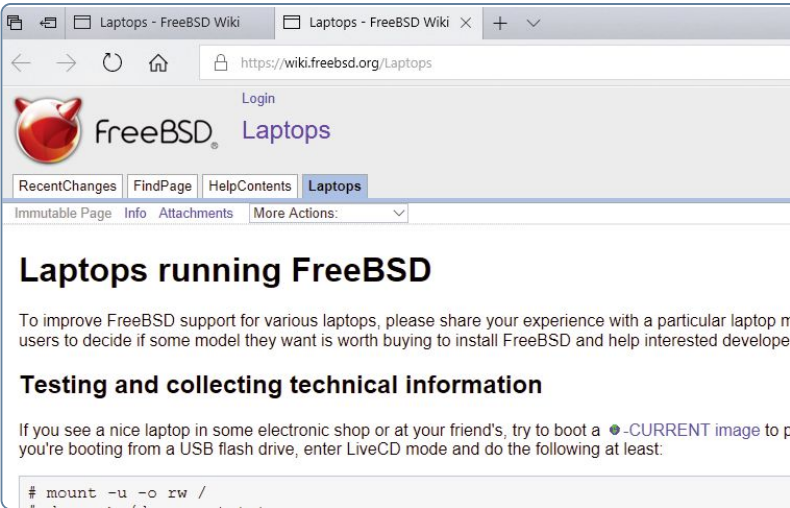 Laptops - FreeBSD Wiki
Laptops - FreeBSD Wiki
https://wiki.freebsd.org/Laptops
Login
FreeBSD®
Laptops
RecentChanges FindPage HelpContents Laptops
Immutable Page Info Attachments More Actions:
Laptops running FreeBSD
To improve FreeBSD support for various laptops, please share your experience with a particular laptop
users to decide if some model they want is worth buying to install FreeBSD and help interested
Testing and collecting technical information
If you see a nice laptop in some electronic shop or at your friend's, try to boot a -CURRENT image to
you're booting from a USB flash drive, enter LiveCD mode and do the following at least:
# mount -u -o rw /